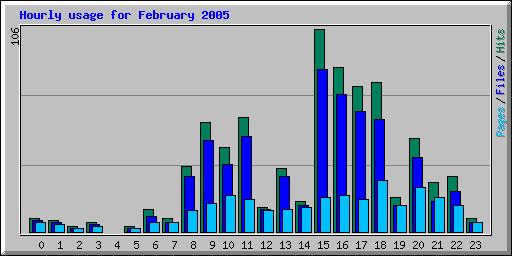 Hourly usage for February 2005
106
Pages / Files / Hits
0 1 2 3 4 5 6 7 8 9 10 11 12 13 14 15 16 17 18 19 20 21 22 23